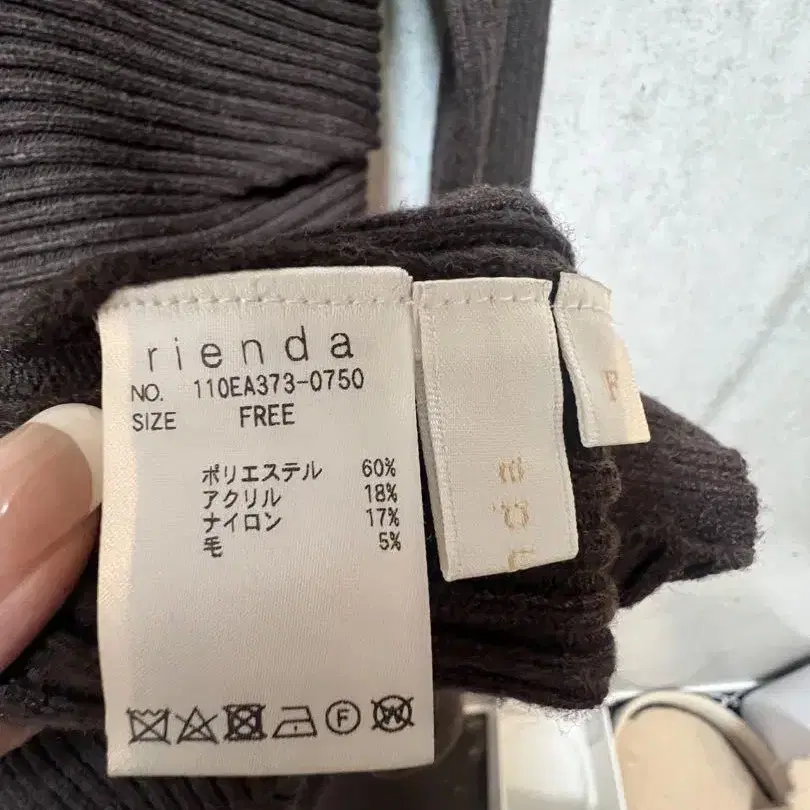 rienda
NO. 110EA373-0750
SIZE FREE
ポリエステル 60%
アクリル 18%
ナイロン 17%
毛 5%
F
W
F